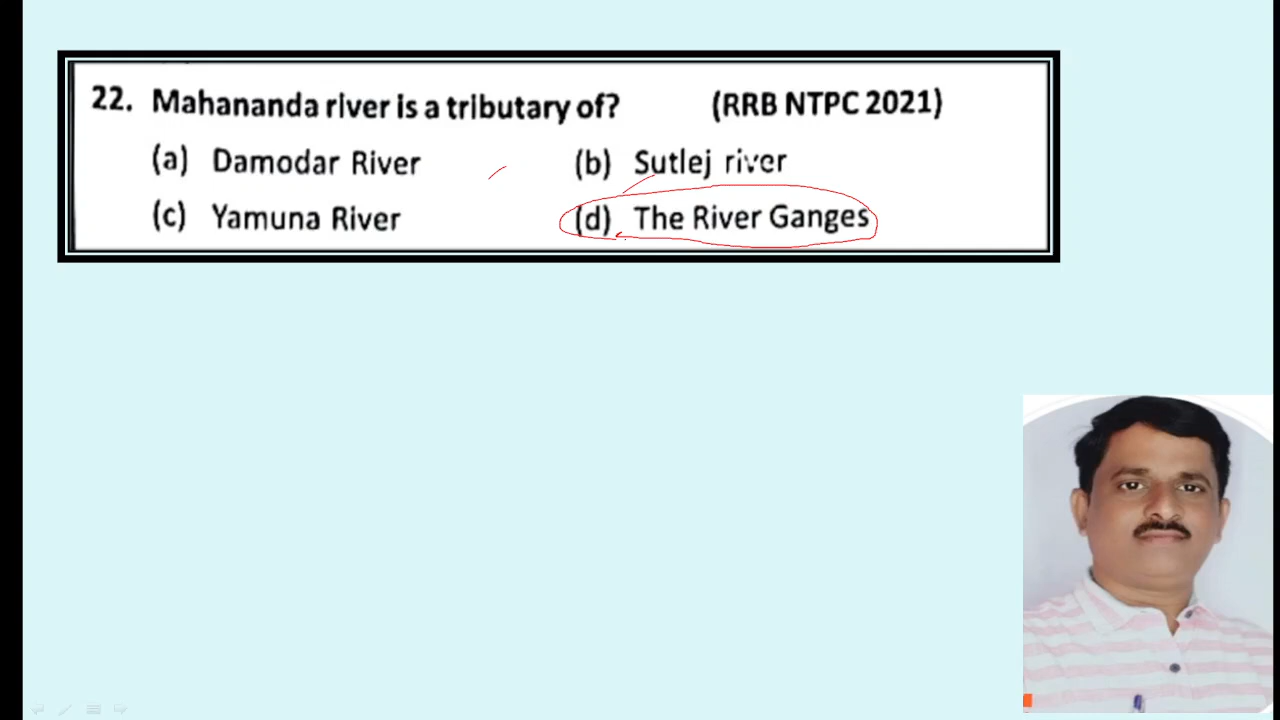 22. Mahananda river is a tributary of? (RRB NTPC 2021)
(a) Damodar River (b) Sutlej river
(c) Yamuna River (d) The River Ganges